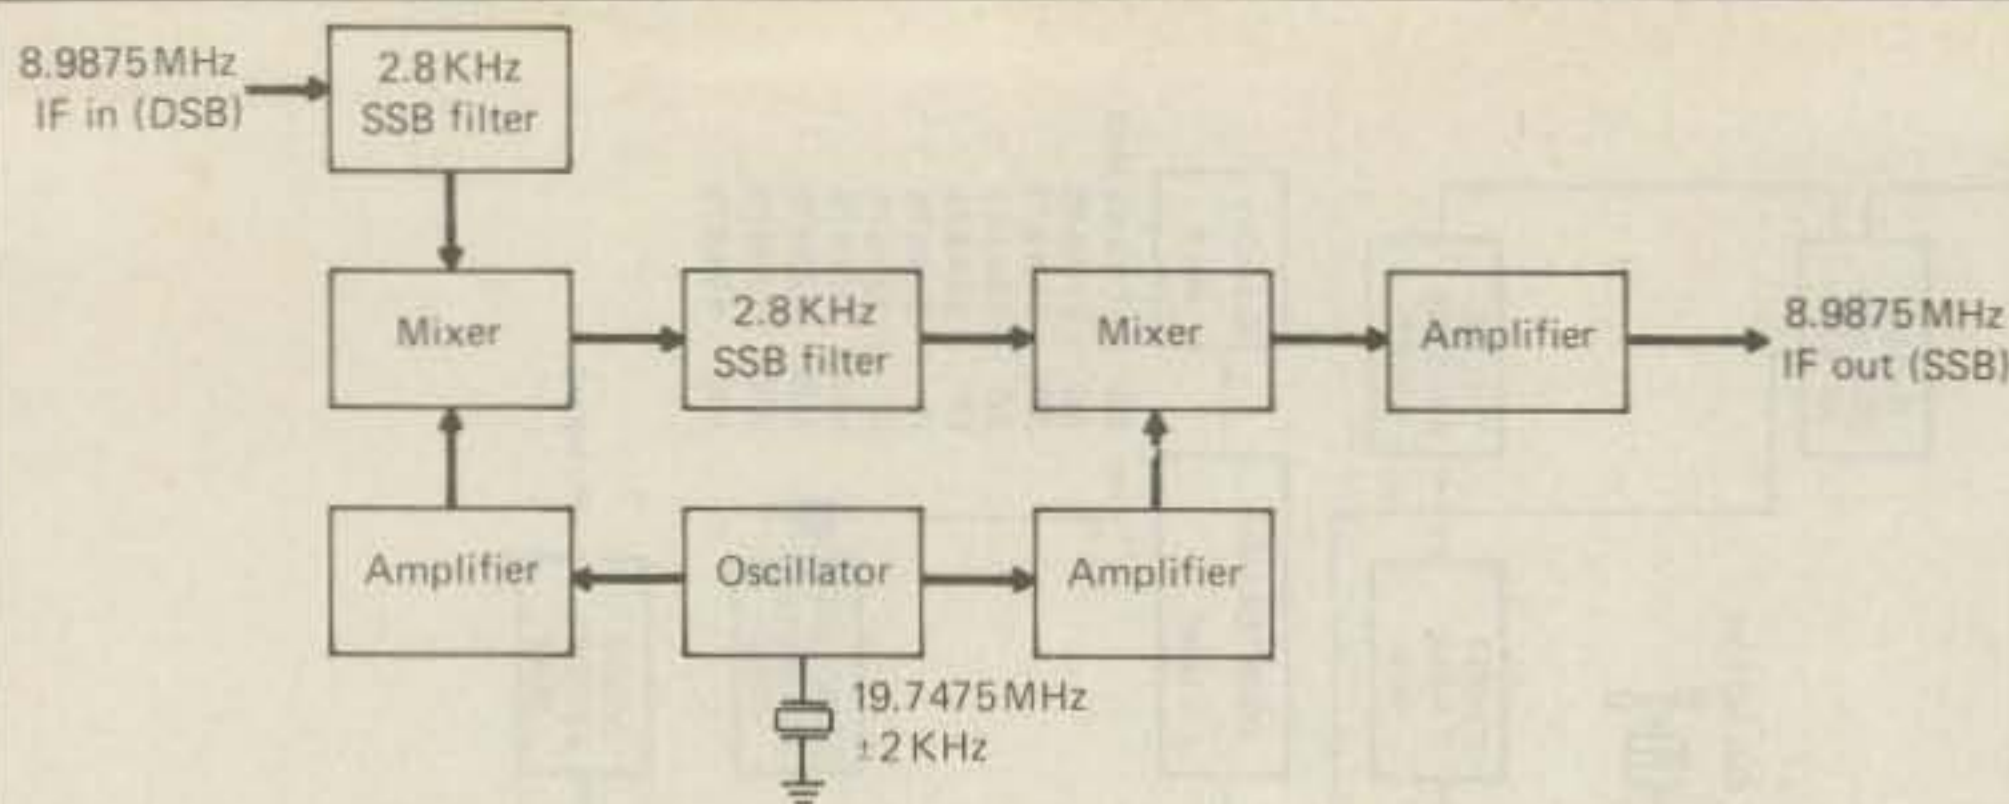 8.9875 MHz
IF in (DSB)
2.8 KHz
SSB filter
Mixer
2.8 KHz
SSB filter
Mixer
Amplifier
8.9875 MHz
IF out (SSB)
Amplifier
Oscillator
Amplifier
19.7475 MHz
±2 KHz